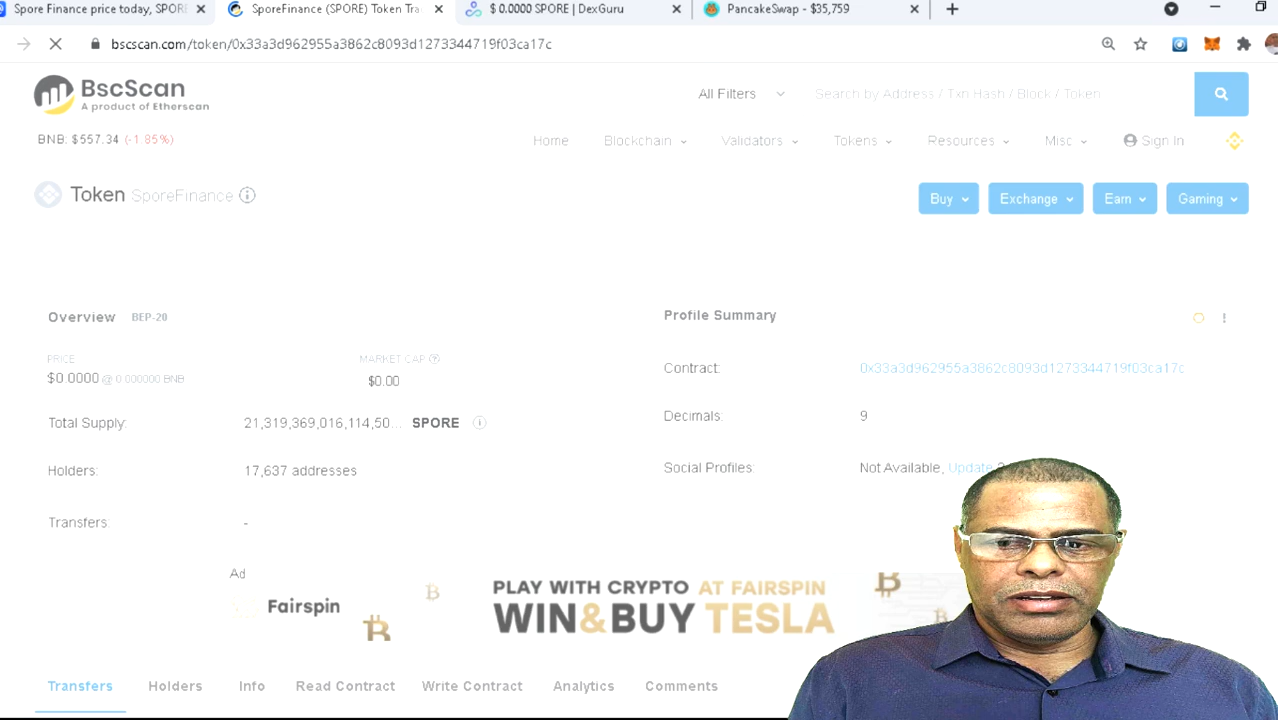 Spore Finance price today, SPORE
SporeFinance (SPORE) Token Tra
$ 0.0000 SPORE | DexGuru
PancakeSwap - $35,759
bscscan.com/token/0x33a3d962955a3862c8093d1273344719f03ca17c
BscScan
A product of Etherscan
All Filters
Search by Address / Txn Hash / Block / Token
BNB: $557.34 (-1.85%)
Home Blockchain Validators Tokens Resources Misc Sign In
Token SporeFinance
Buy Exchange Earn Gaming
Overview BEP-20
Profile Summary
PRICE
$0.0000 @ 0.000000 BNB
MARKET CAP
$0.00
Contract:
0x33a3d962955a3862c8093d1273344719f03ca17c
Total Supply: 21,319,369,016,114,50... SPORE
Decimals: 9
Holders: 17,637 addresses
Social Profiles: Not Available, Update
Transfers: -
Ad
Fairspin
PLAY WITH CRYPTO AT FAIRSPIN
WIN&BUY TESLA
Transfers Holders Info Read Contract Write Contract Analytics Comments